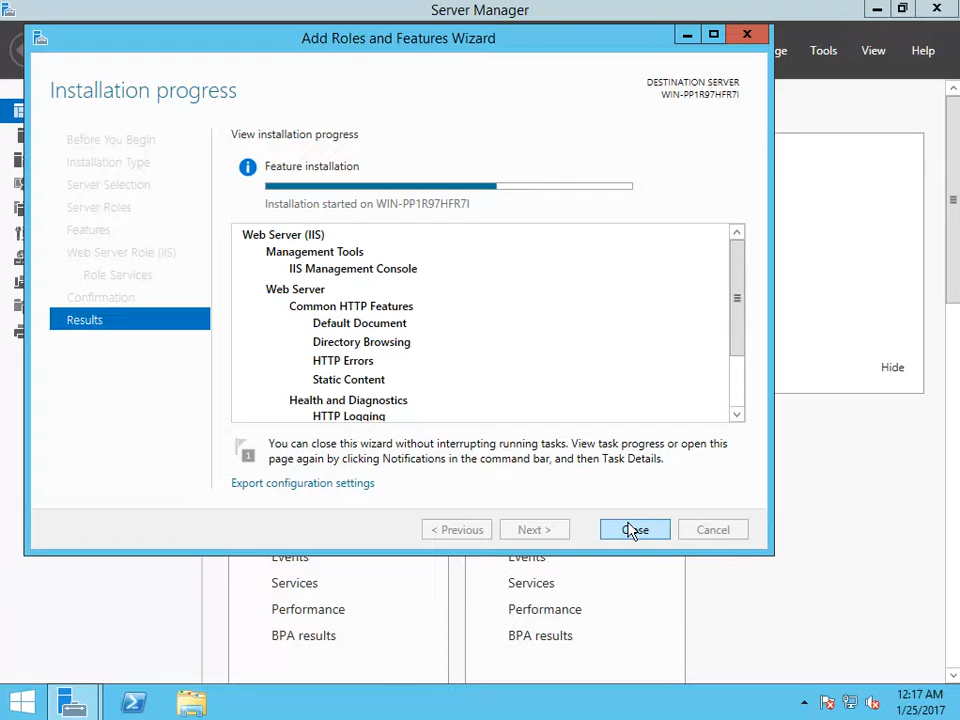 Server Manager
Add Roles and Features Wizard
ge Tools View Help
Installation progress
DESTINATION SERVER
WIN-PP1R97HFR7I
Before You Begin
Installation Type
Server Selection
Server Roles
Features
Web Server Role (IIS)
Role Services
Confirmation
Results
View installation progress
Feature installation
Installation started on WIN-PP1R97HFR7I
Web Server (IIS)
Management Tools
IIS Management Console
Web Server
Common HTTP Features
Default Document
Directory Browsing
HTTP Errors
Static Content
Health and Diagnostics
HTTP Logging
Hide
1
You can close this wizard without interrupting running tasks. View task progress or open this
page again by clicking Notifications in the command bar, and then Task Details.
Export configuration settings
< Previous
Next >
Close
Cancel
Events
Services
Performance
BPA results
Events
Services
Performance
BPA results
12:17 AM
1/25/2017